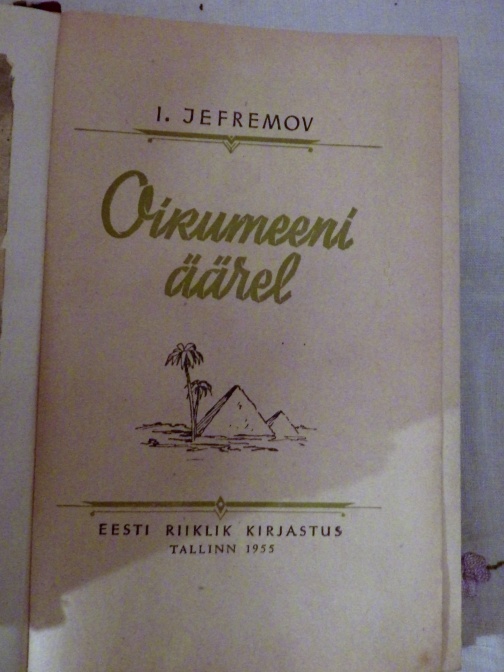 I. JEFREMOV
Oikumeeni
äärel
EESTI RIIKLIK KIRJASTUS
TALLINN 1955